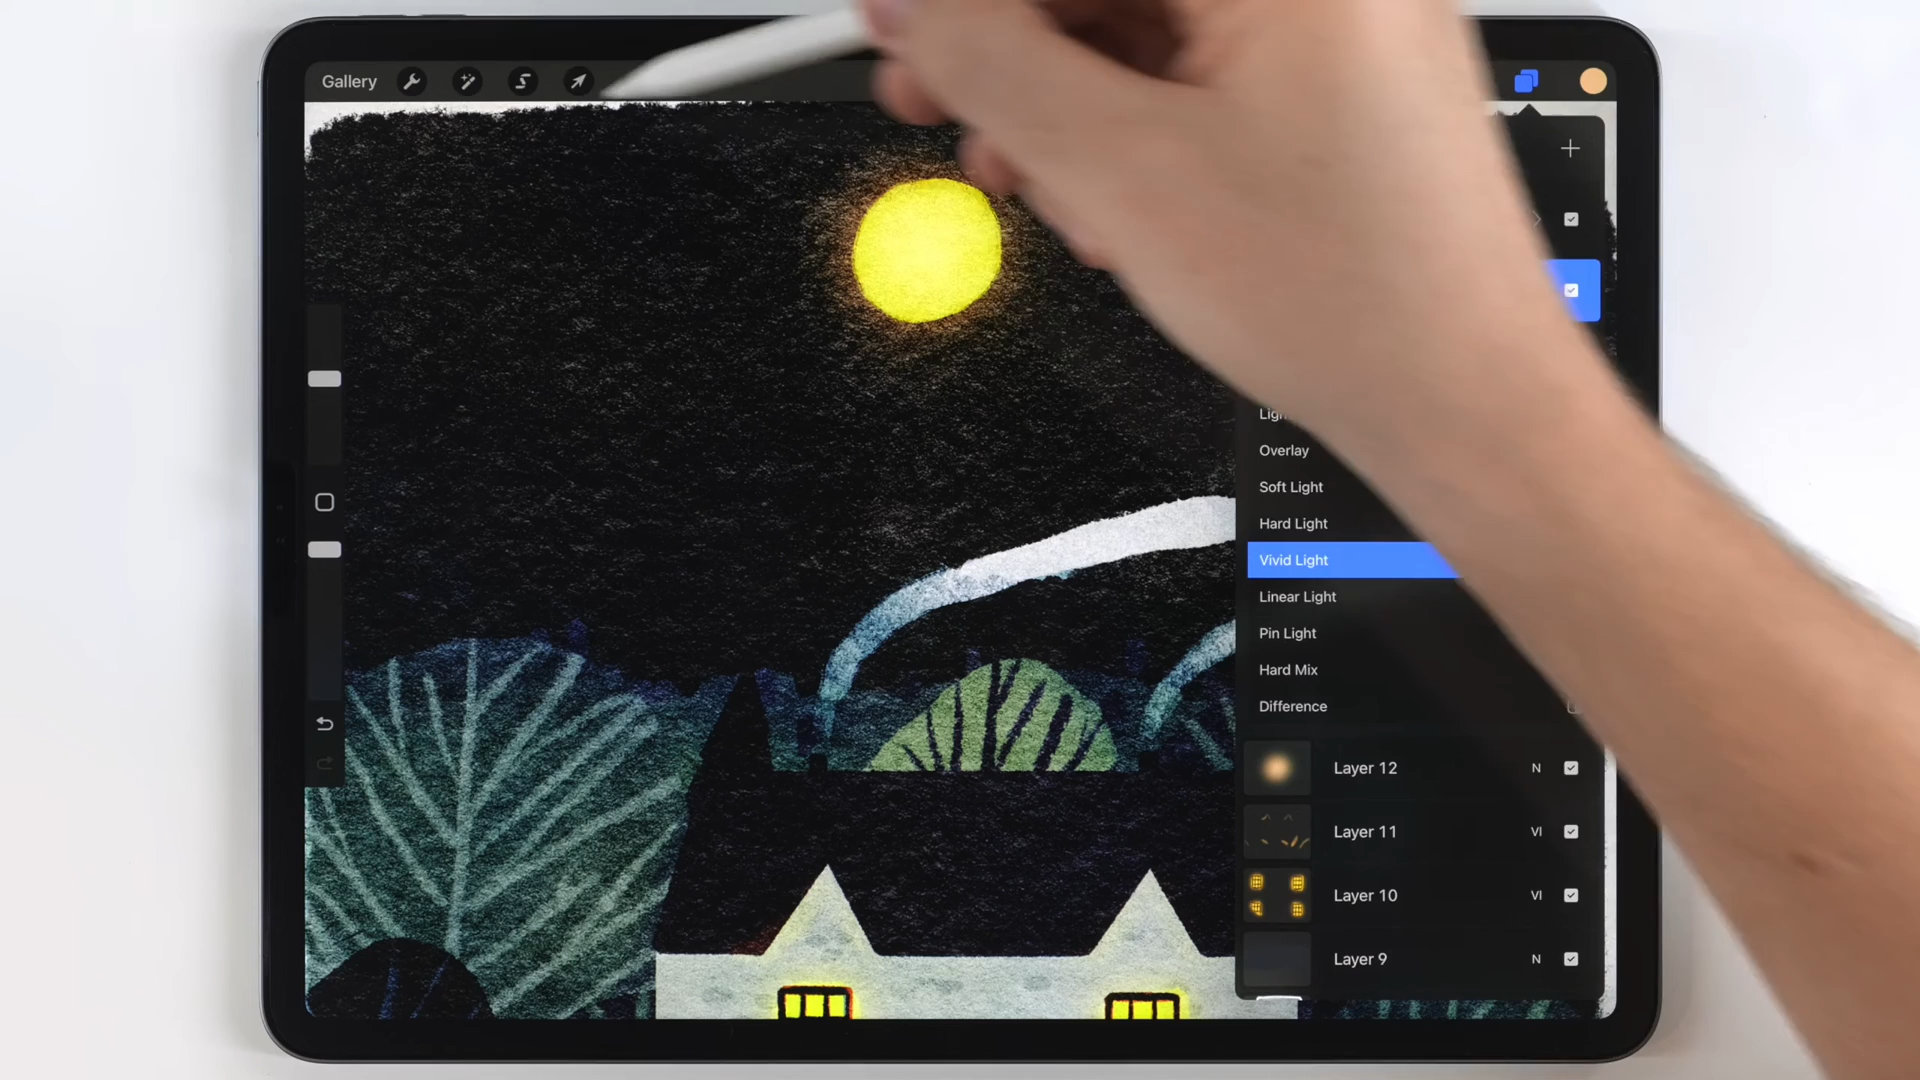 Gallery
Overlay
Soft Light
Hard Light
Vivid Light
Linear Light
Pin Light
Hard Mix
Difference
Layer 12 N
Layer 11 VI
Layer 10 VI
Layer 9 N